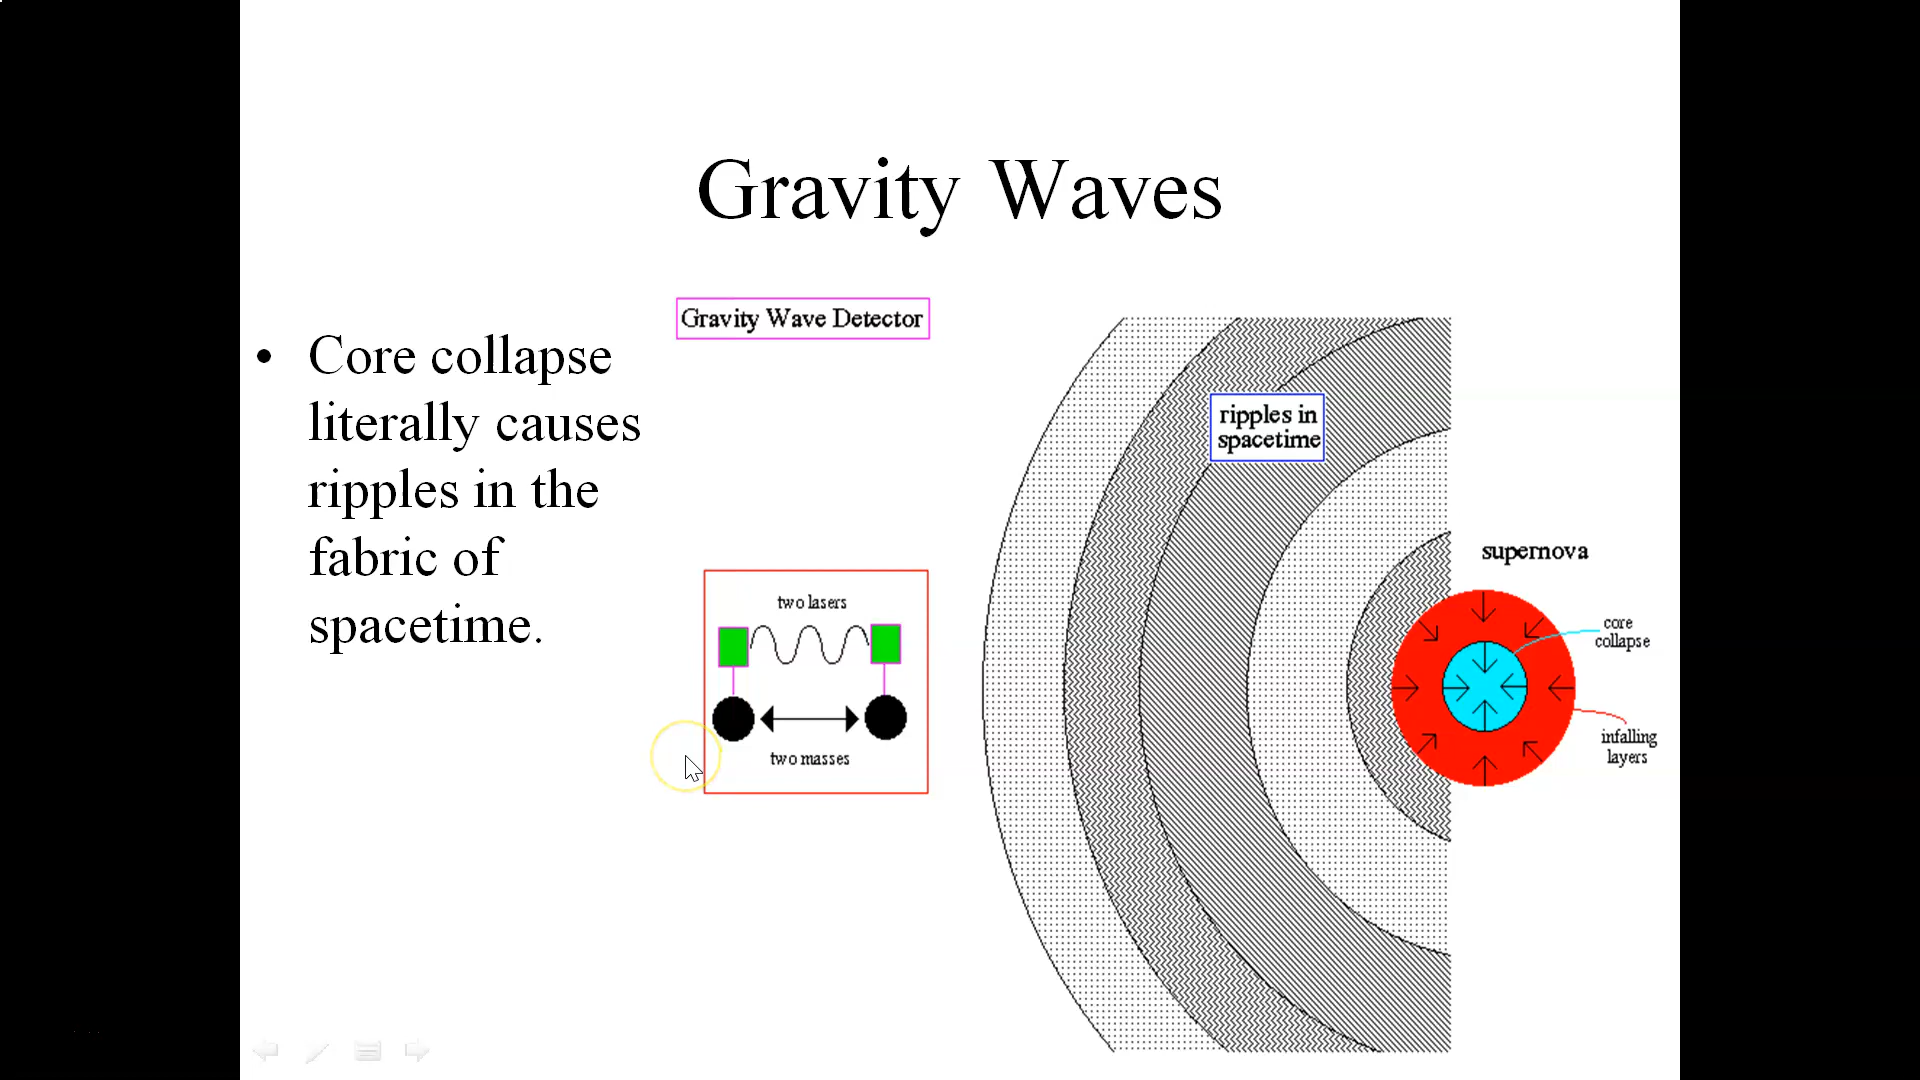 Gravity Waves
• Core collapse
literally causes
ripples in the
fabric of
spacetime.
Gravity Wave Detector
two lasers
two masses
ripples in
spacetime
supernova
core
collapse
infalling
layers